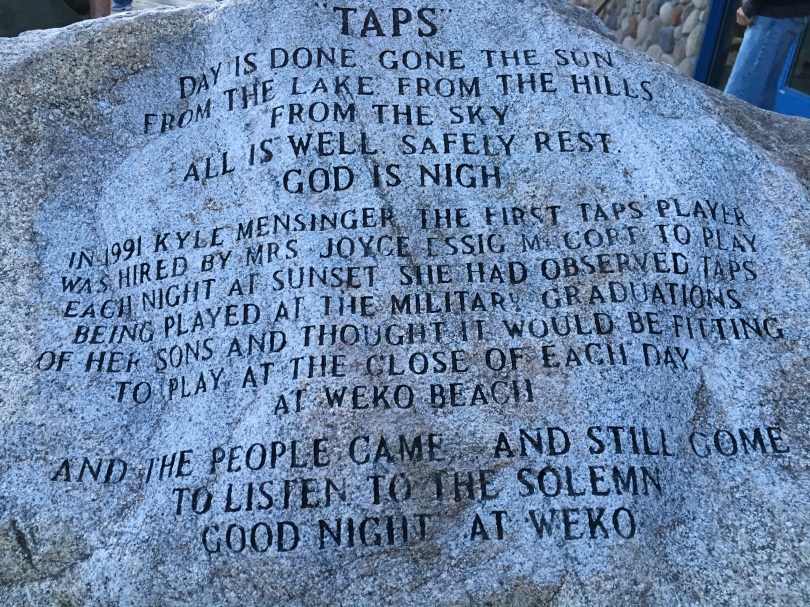 "TAPS"
DAY IS DONE GONE THE SUN
FROM THE LAKE FROM THE HILLS
FROM THE SKY
ALL IS WELL SAFELY REST.
GOD IS NIGH
IN 1991 KYLE MENSINGER THE FIRST TAPS PLAYER
WAS HIRED BY MRS JOYCE ESSIG McCORT TO PLAY
EACH NIGHT AT SUNSET SHE HAD OBSERVED TAPS
BEING PLAYED AT THE MILITARY GRADUATIONS
OF HER SONS AND THOUGHT IT WOULD BE FITTING
TO PLAY AT THE CLOSE OF EACH DAY
AT WEKO BEACH
AND THE PEOPLE CAME AND STILL COME
TO LISTEN TO THE SOLEMN
GOOD NIGHT AT WEKO